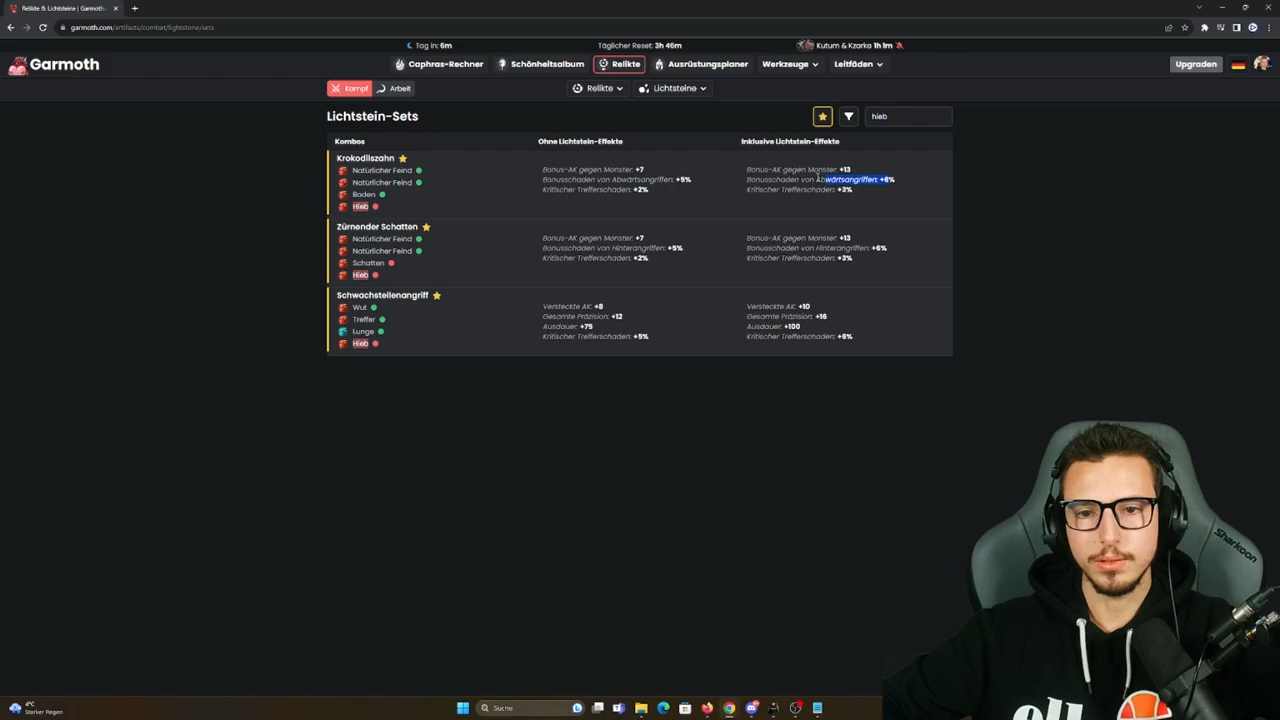 Relikte & Lichtsteine | Garmoth.
garmoth.com/artifacts/combat/lightstone/sets
Tag in: 6m
Täglicher Reset: 3h 46m
Kutum & Kzarka 1h 1m
Garmoth
Caphras-Rechner
Schönheitsalbum
Relikte
Ausrüstungsplaner
Werkzeuge
Leitfäden
Upgraden
Kampf
Arbeit
Relikte
Lichtsteine
Lichtstein-Sets
hieb
Kombos
Ohne Lichtstein-Effekte
Inklusive Lichtstein-Effekte
Krokodilszahn
Natürlicher Feind
Natürlicher Feind
Boden
Hieb
Bonus-AK gegen Monster: +7
Bonusschaden von Abwärtsangriffen: +5%
Kritischer Trefferschaden: +2%
Bonus-AK gegen Monster: +13
Bonusschaden von Abwärtsangriffen: +6%
Kritischer Trefferschaden: +3%
Zürnender Schatten
Natürlicher Feind
Natürlicher Feind
Schatten
Hieb
Bonus-AK gegen Monster: +7
Bonusschaden von Hinterangriffen: +5%
Kritischer Trefferschaden: +2%
Bonus-AK gegen Monster: +13
Bonusschaden von Hinterangriffen: +6%
Kritischer Trefferschaden: +3%
Schwachstellenangriff
Wut
Treffer
Lunge
Hieb
Versteckte AK: +8
Gesamte Präzision: +12
Ausdauer: +75
Kritischer Trefferschaden: +5%
Versteckte AK: +10
Gesamte Präzision: +16
Ausdauer: +100
Kritischer Trefferschaden: +6%
Sharkoon
4°C
Starker Regen
Suche